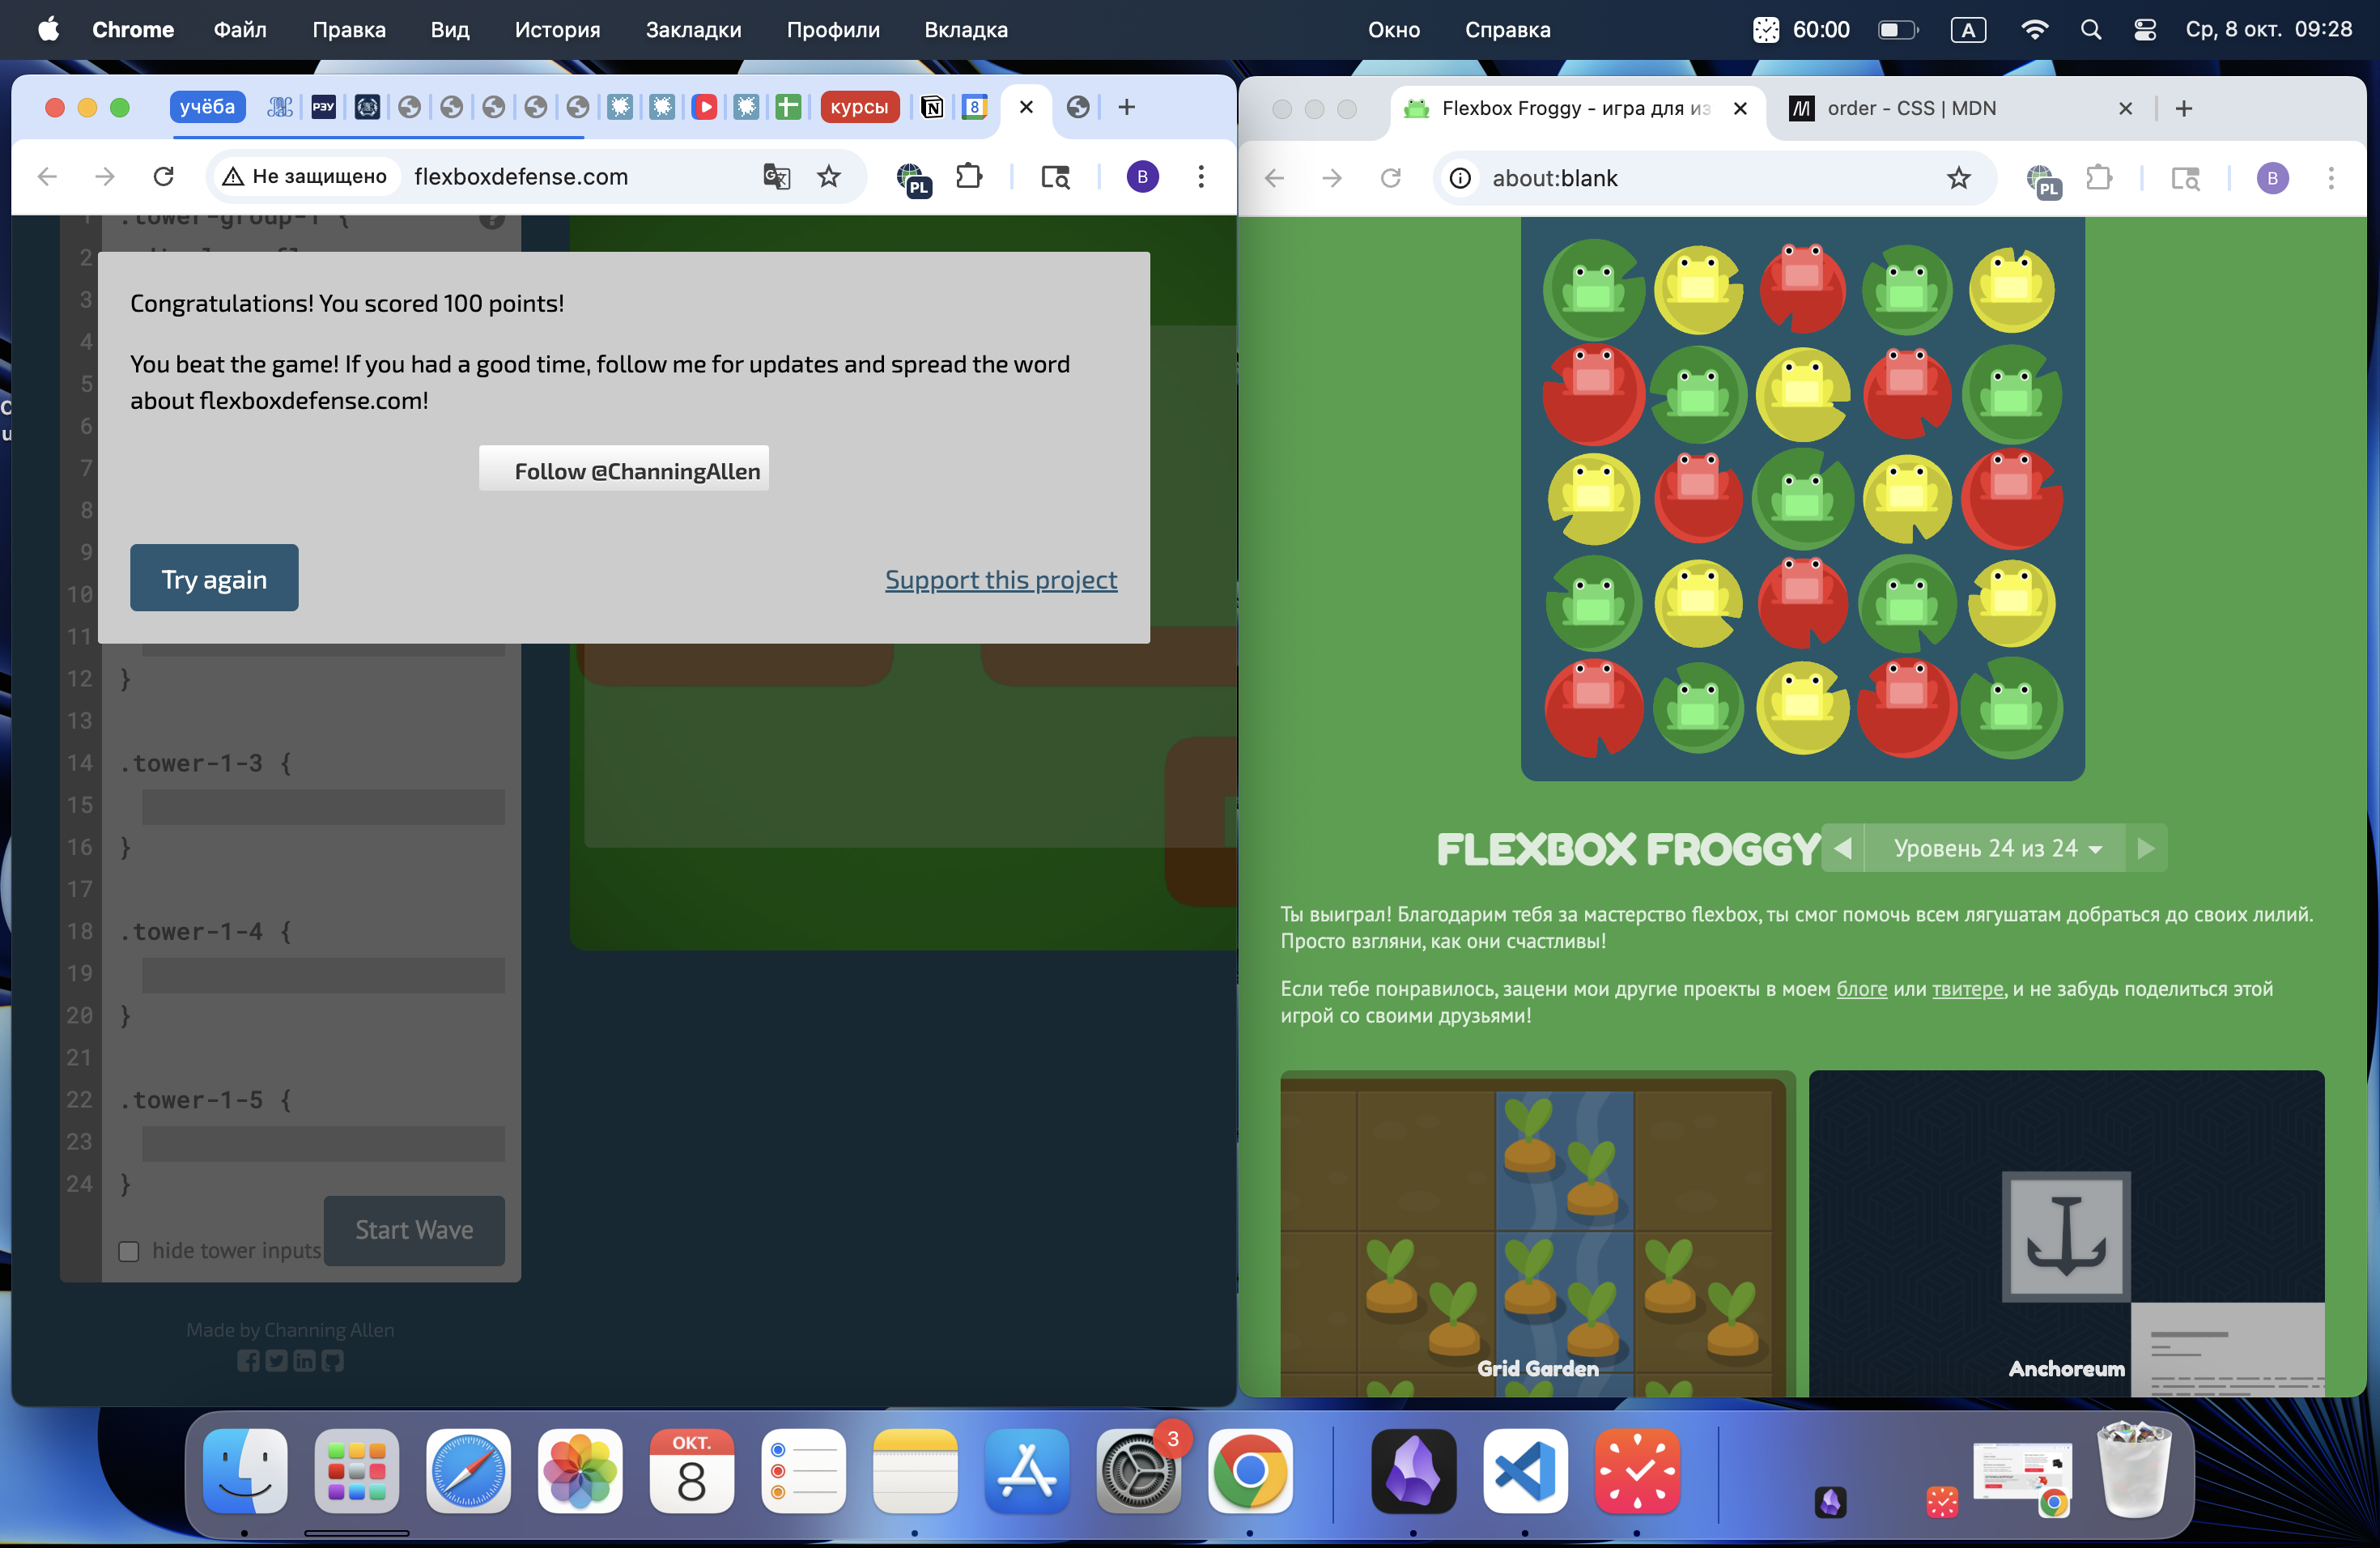 Chrome Файл Правка Вид История Закладки Профили Вкладка Окно Справка 60:00 A Ср, 8 окт. 09:28
учёба РЭУ курсы 8
Не защищено flexboxdefense.com PL B
1 .tower-group-1 {
2
3
4
5
6
7
8
9
10
11
12 }
13
14 .tower-1-3 {
15
16 }
17
18 .tower-1-4 {
19
20 }
21
22 .tower-1-5 {
23
24 }
Congratulations! You scored 100 points!
You beat the game! If you had a good time, follow me for updates and spread the word
about flexboxdefense.com!
Follow @ChanningAllen
Try again
Support this project
hide tower inputs
Start Wave
Made by Channing Allen
Flexbox Froggy - игра для из
order - CSS | MDN
about:blank PL B
FLEXBOX FROGGY
Уровень 24 из 24
Ты выиграл! Благодарим тебя за мастерство flexbox, ты смог помочь всем лягушатам добраться до своих лилий.
Просто взгляни, как они счастливы!
Если тебе понравилось, зацени мои другие проекты в моем блоге или твитере, и не забудь поделиться этой
игрой со своими друзьями!
Grid Garden
Anchoreum
ОКТ.
8
3